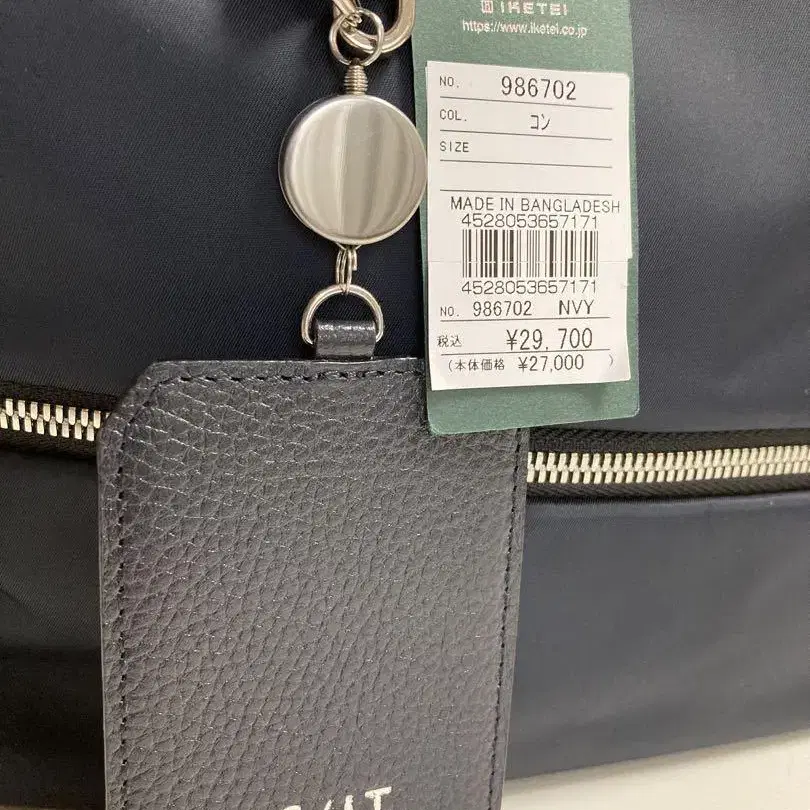 IKETEI
https://www.iketei.co.jp
NO. 986702
COL. コン
SIZE
MADE IN BANGLADESH
4528053657171
4528053657171
NO. 986702 NVY
税込 ¥29,700
(本体価格 ¥27,000 )